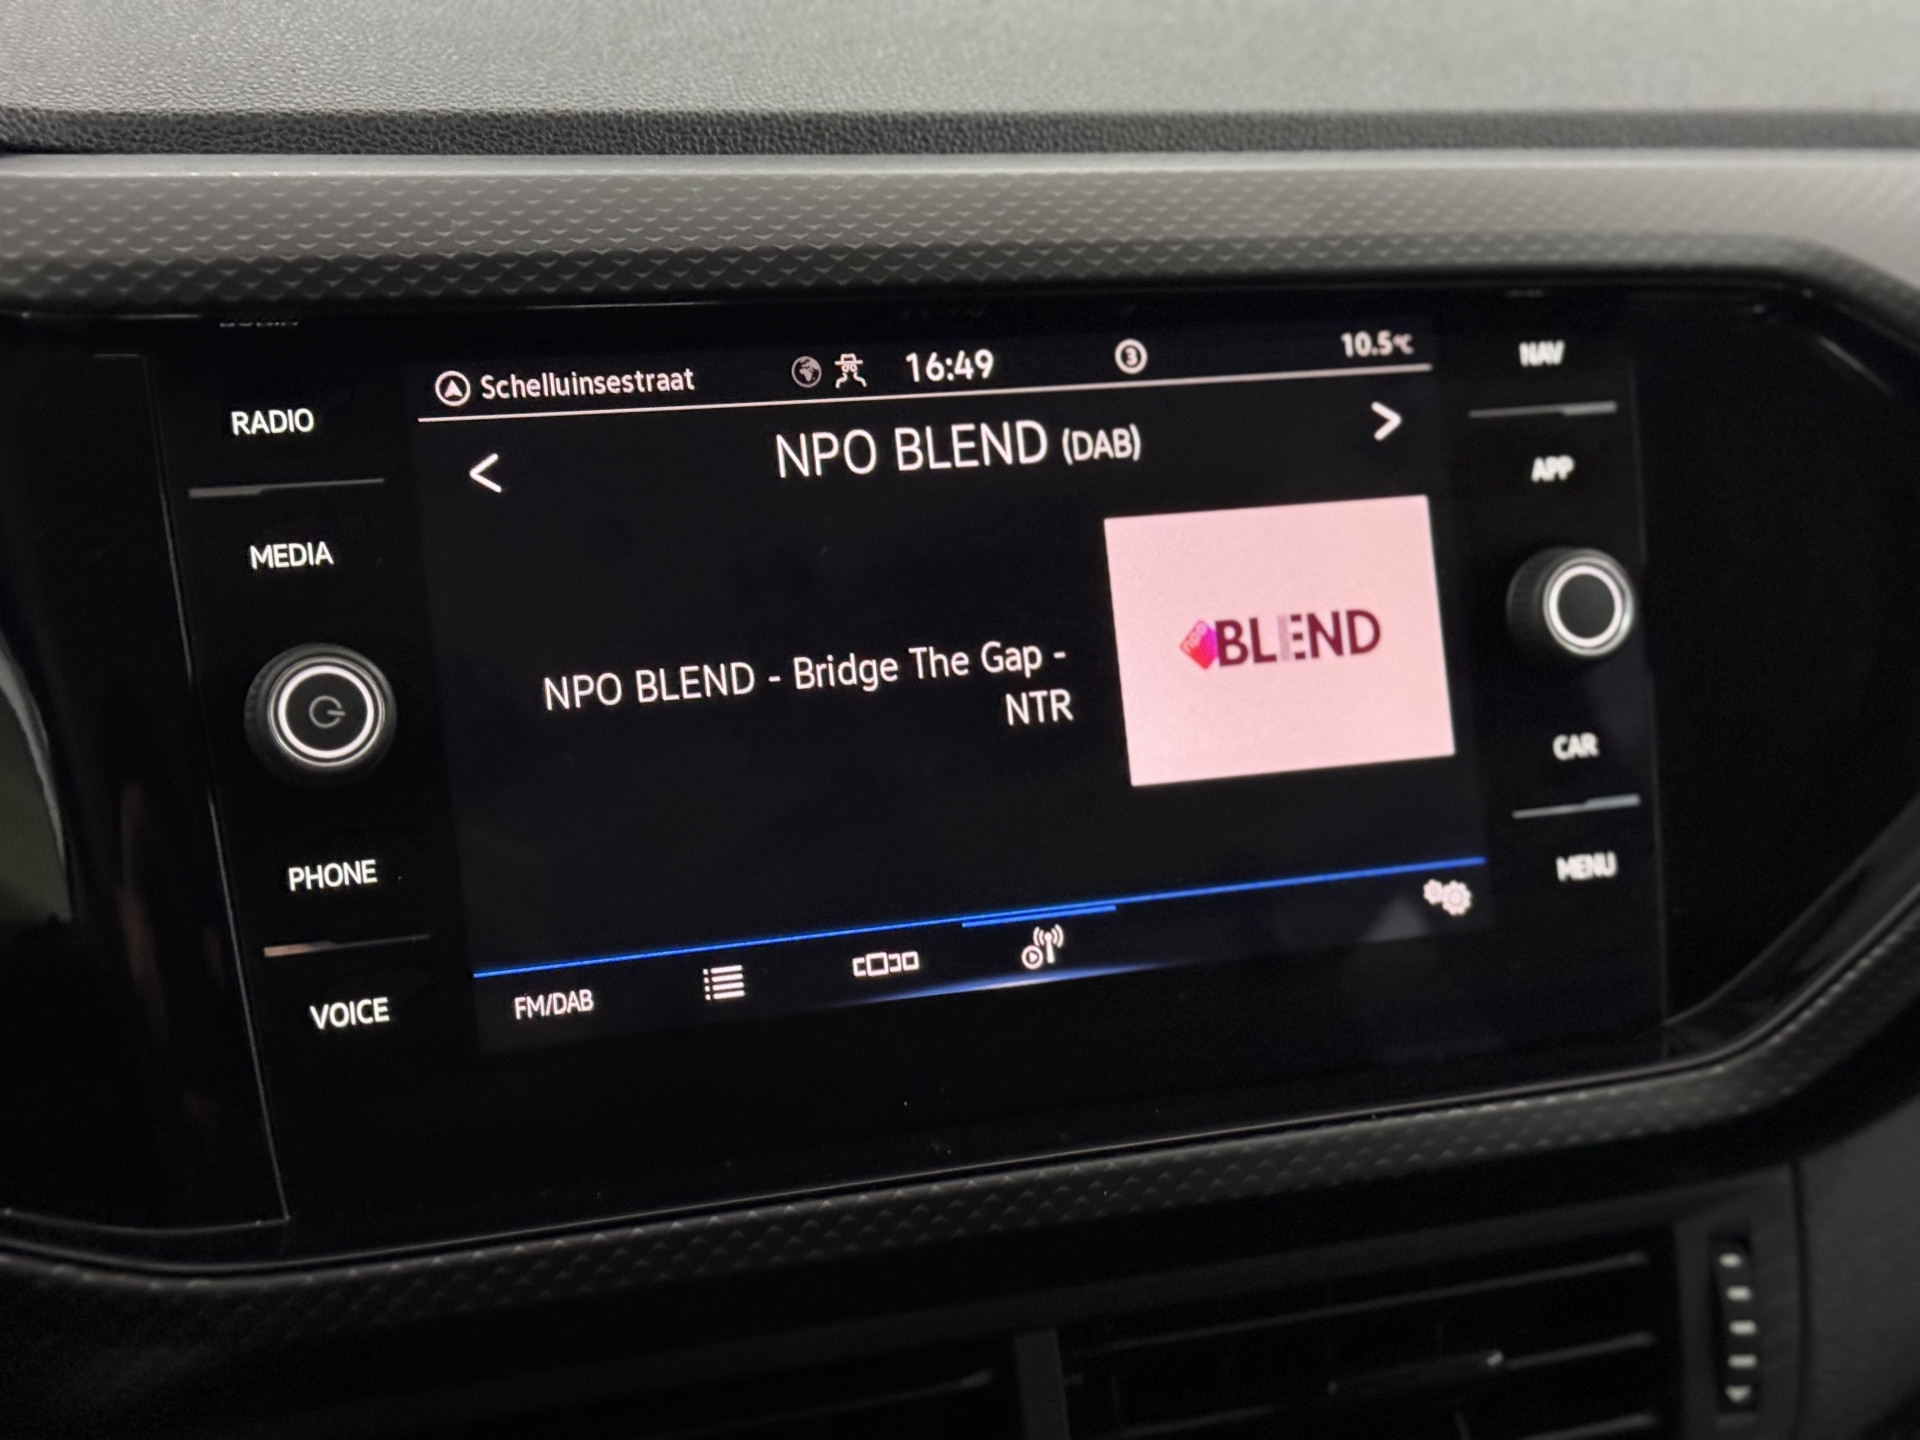 Schelluinsestraat
16:49
3
10.5°C
RADIO
NAV
NPO BLEND (DAB)
APP
MEDIA
BLEND
NPO BLEND - Bridge The Gap -
NTR
CAR
PHONE
MENU
VOICE
FM/DAB